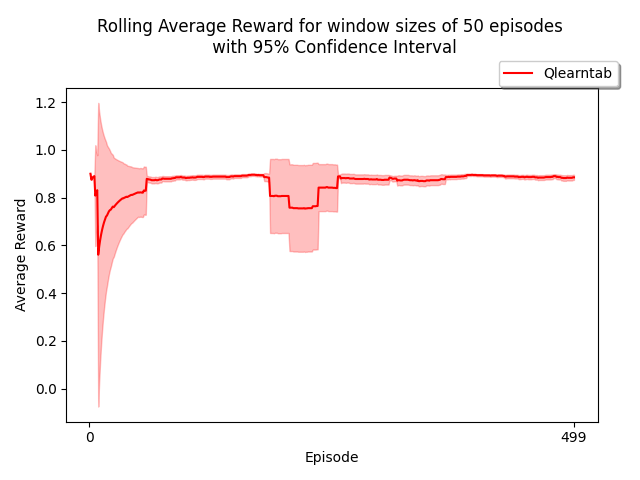 Rolling Average Reward for window sizes of 50 episodes
with 95% Confidence Interval
Qlearntab
1.2
1.0
0.8
0.6
0.4
0.2
0.0
Average Reward
0
499
Episode